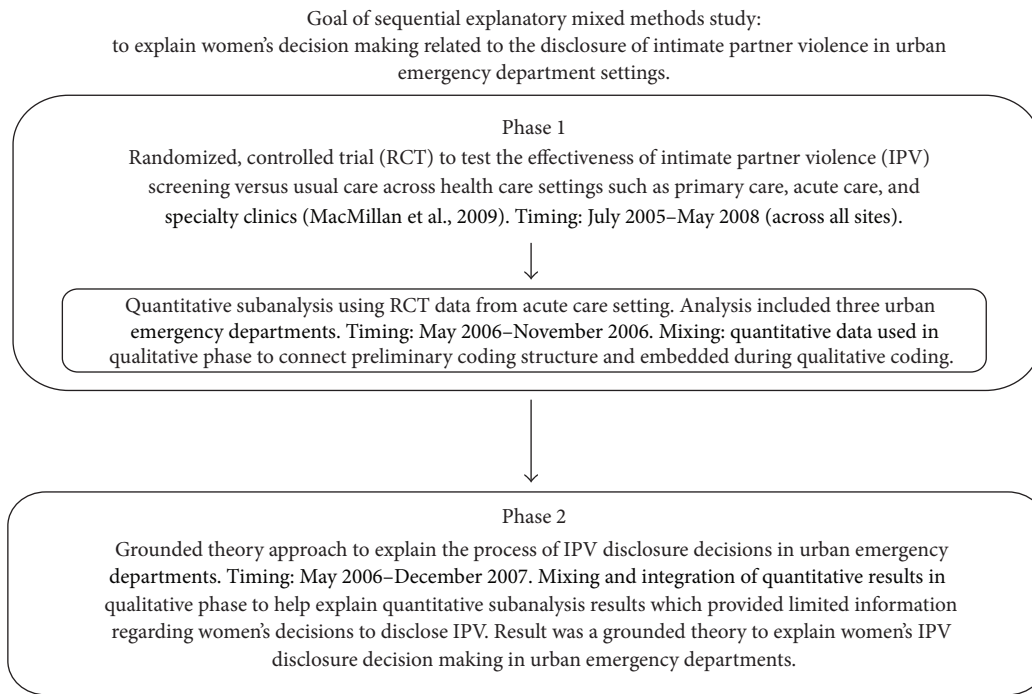 Goal of sequential explanatory mixed methods study:
to explain women's decision making related to the disclosure of intimate partner violence in urban
emergency department settings.
Phase 1
Randomized, controlled trial (RCT) to test the effectiveness of intimate partner violence (IPV)
screening versus usual care across health care settings such as primary care, acute care, and
specialty clinics (MacMillan et al., 2009). Timing: July 2005–May 2008 (across all sites).
Quantitative subanalysis using RCT data from acute care setting. Analysis included three urban
emergency departments. Timing: May 2006–November 2006. Mixing: quantitative data used in
qualitative phase to connect preliminary coding structure and embedded during qualitative coding.
Phase 2
Grounded theory approach to explain the process of IPV disclosure decisions in urban emergency
departments. Timing: May 2006–December 2007. Mixing and integration of quantitative results in
qualitative phase to help explain quantitative subanalysis results which provided limited information
regarding women's decisions to disclose IPV. Result was a grounded theory to explain women's IPV
disclosure decision making in urban emergency departments.